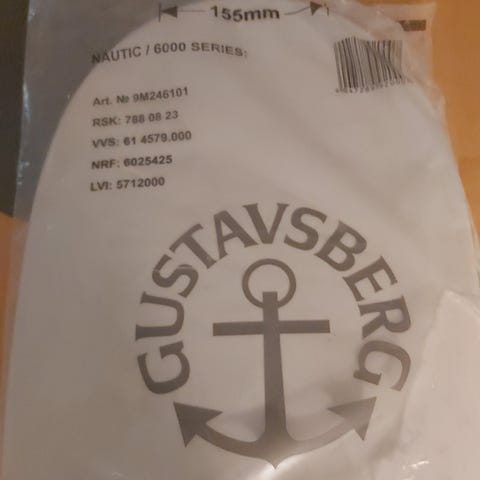 155mm
NAUTIC / 6000 SERIES:
Art. № 9M246101
RSK: 788 08 23
VVS: 61 4579.000
NRF: 6025425
LVI: 5712000
GUSTAVSBERG